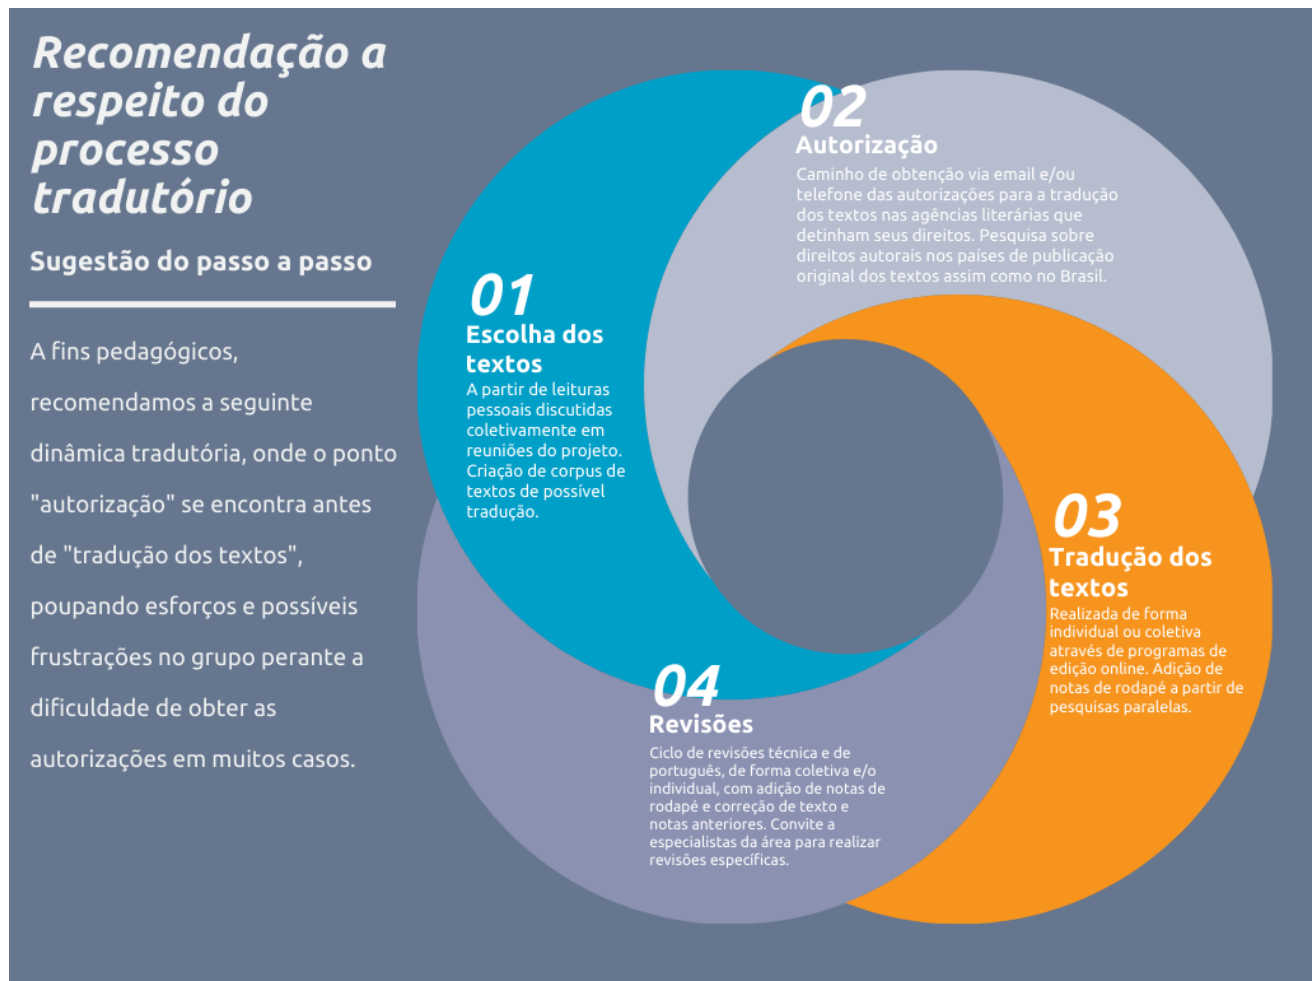 Recomendação a
respeito do
processo
tradutório
Sugestão do passo a passo
A fins pedagógicos,
recomendamos a seguinte
dinâmica tradutória, onde o ponto
"autorização" se encontra antes
de "tradução dos textos",
poupando esforços e possíveis
frustrações no grupo perante a
dificuldade de obter as
autorizações em muitos casos.
01
Escolha dos
textos
A partir de leituras
pessoais discutidas
coletivamente em
reuniões do projeto.
Criação de corpus de
textos de possível
tradução.
02
Autorização
Caminho de obtenção via email e/ou
telefone das autorizações para a tradução
dos textos nas agências literárias que
detinham seus direitos. Pesquisa sobre
direitos autorais nos países de publicação
original dos textos assim como no Brasil.
03
Tradução dos
textos
Realizada de forma
individual ou coletiva
através de programas de
edição online. Adição de
notas de rodapé a partir de
pesquisas paralelas.
04
Revisões
Ciclo de revisões técnica e de
português, de forma coletiva e/o
individual, com adição de notas de
rodapé e correção de texto e
notas anteriores. Convite a
especialistas da área para realizar
revisões específicas.